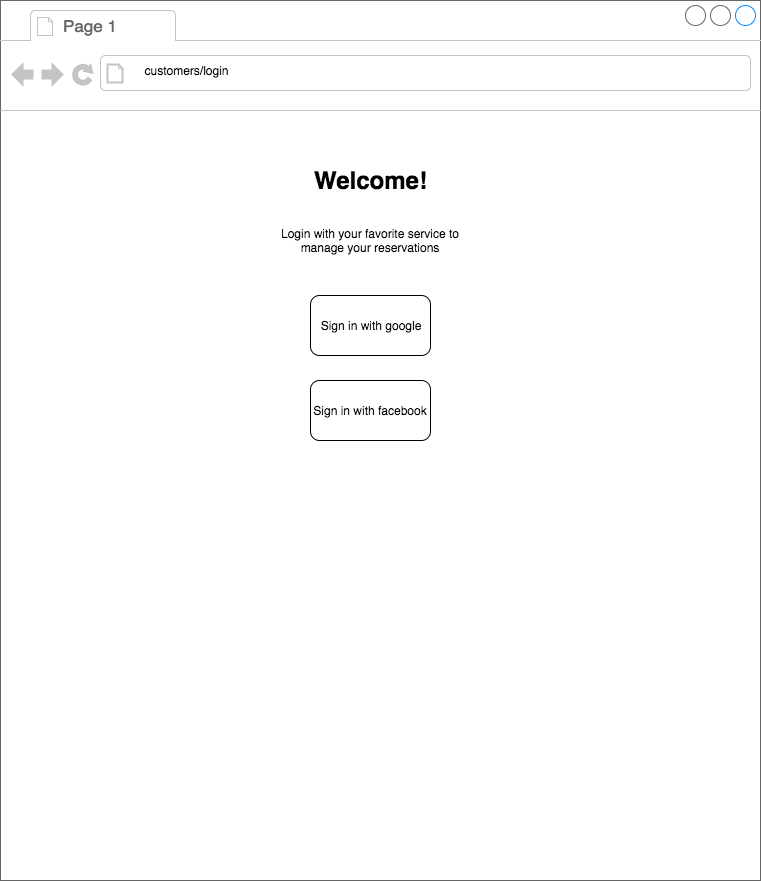 Page 1
customers/login
Welcome!
Login with your favorite service to
manage your reservations
Sign in with google
Sign in with facebook